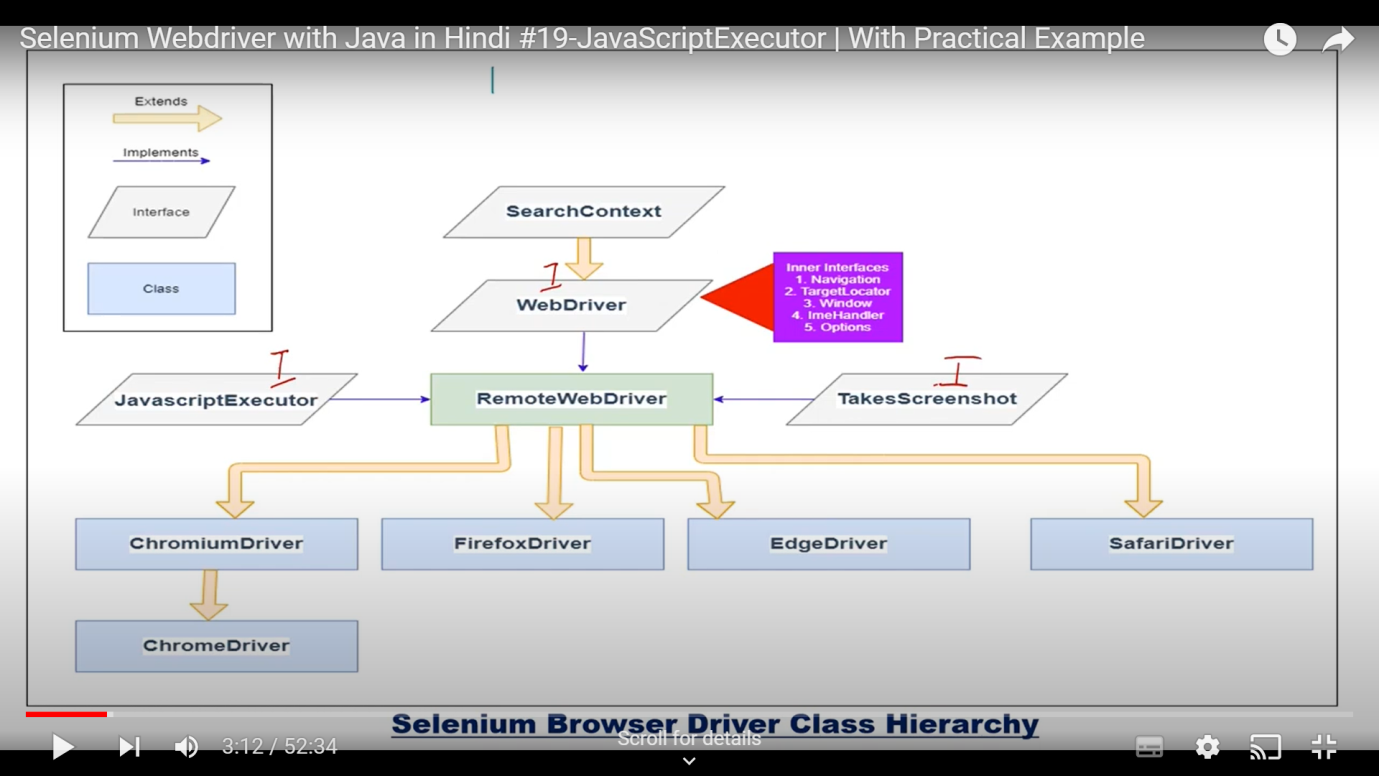 Selenium Webdriver with Java in Hindi #19-JavaScriptExecutor | With Practical Example
Extends
Implements
Interface
Class
SearchContext
I
WebDriver
Inner Interfaces
1. Navigation
2. TargetLocator
3. Window
4. ImeHandler
5. Options
I
JavascriptExecutor
RemoteWebDriver
I
TakesScreenshot
ChromiumDriver
FirefoxDriver
EdgeDriver
SafariDriver
ChromeDriver
Selenium Browser Driver Class Hierarchy
Scroll for details
3:12 / 52:34